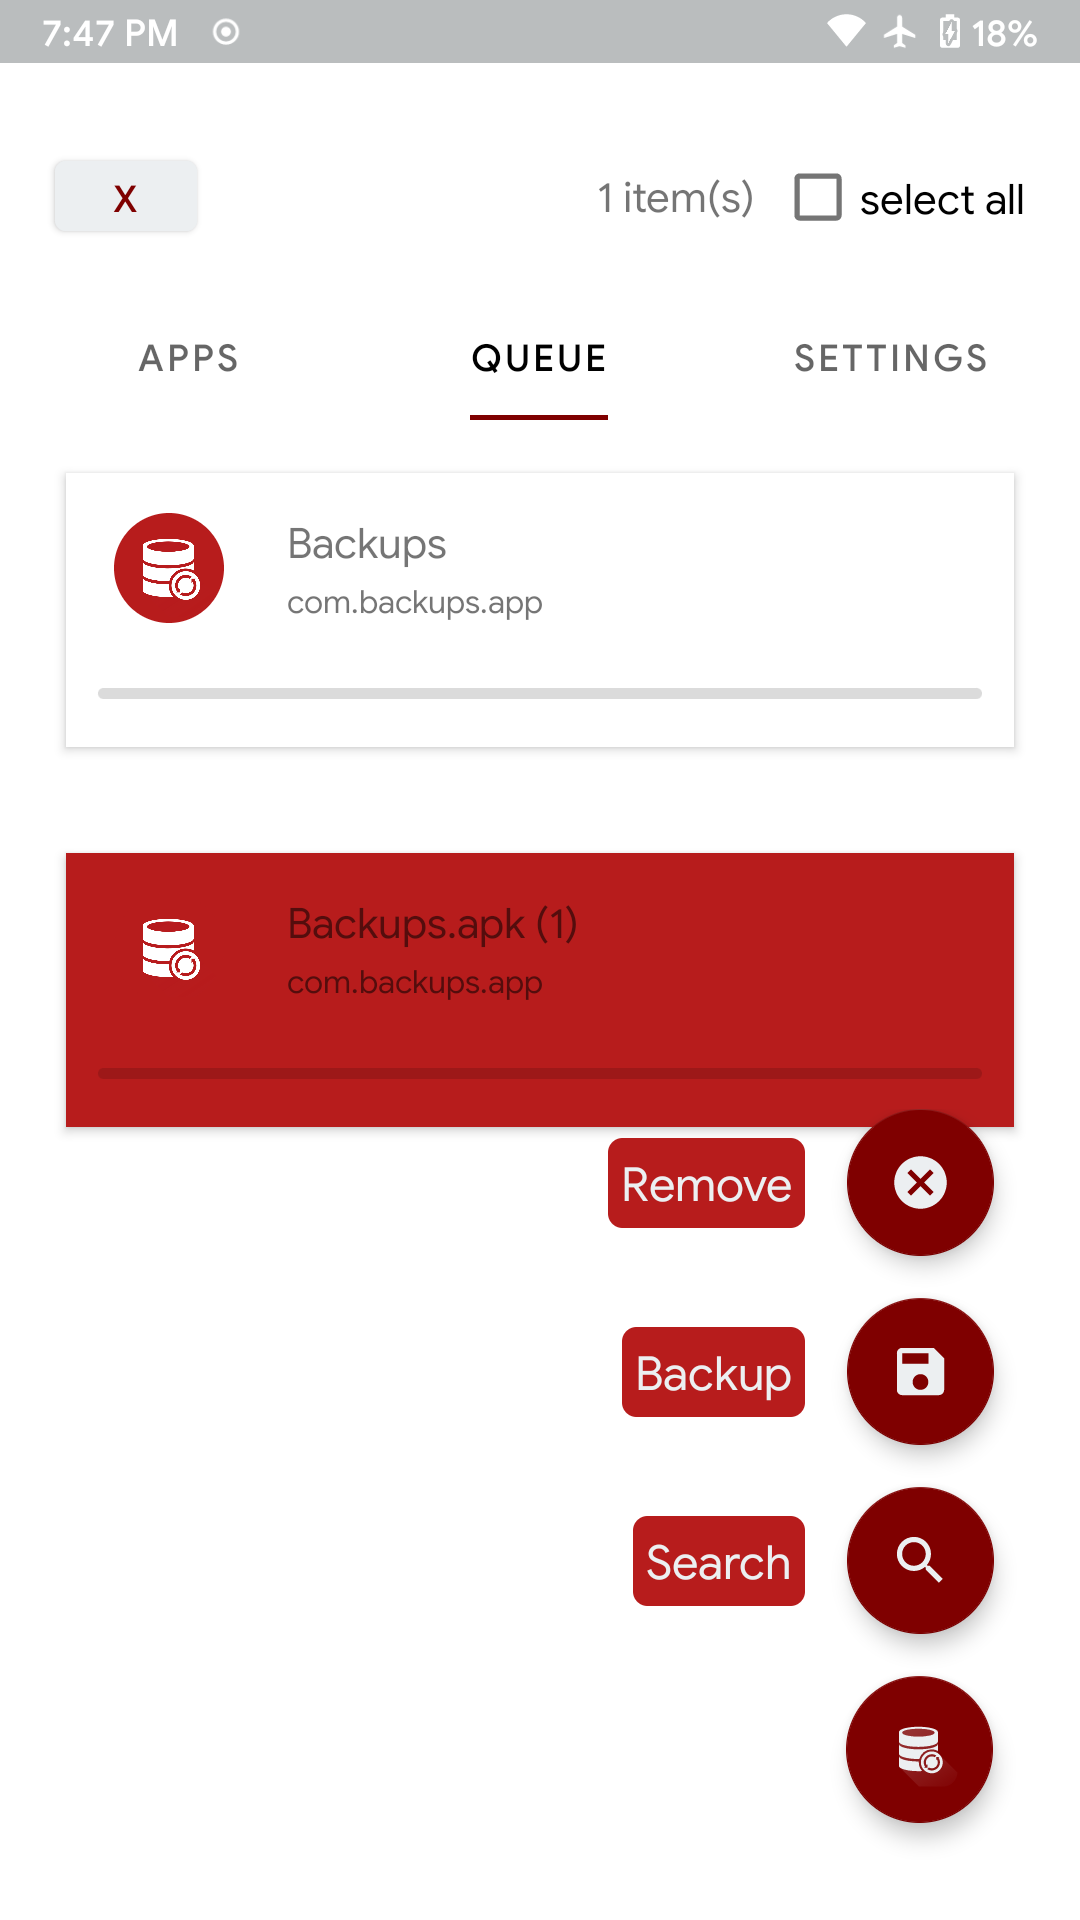 7:47 PM 18%
X 1 item(s) select all
APPS QUEUE SETTINGS
Backups
com.backups.app
Backups.apk (1)
com.backups.app
Remove
Backup
Search